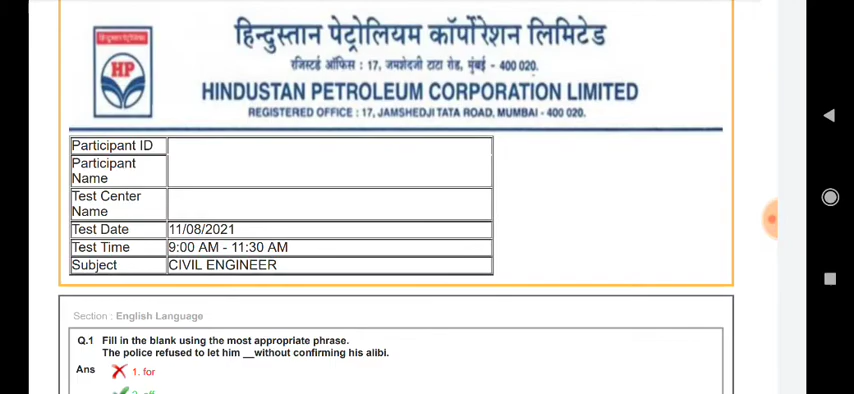 हिन्दुस्तान पेट्रोलियम
HP
हिन्दुस्तान पेट्रोलियम कॉर्पोरेशन लिमिटेड
रजिस्टर्ड ऑफिस : 17, जमशेदजी टाटा रोड, मुंबई - 400 020.
HINDUSTAN PETROLEUM CORPORATION LIMITED
REGISTERED OFFICE : 17, JAMSHEDJI TATA ROAD, MUMBAI - 400 020.
Participant ID
Participant
Name
Test Center
Name
Test Date 11/08/2021
Test Time 9:00 AM - 11:30 AM
Subject CIVIL ENGINEER
Section : English Language
Q.1 Fill in the blank using the most appropriate phrase.
The police refused to let him __without confirming his alibi.
Ans 1. for
2. off